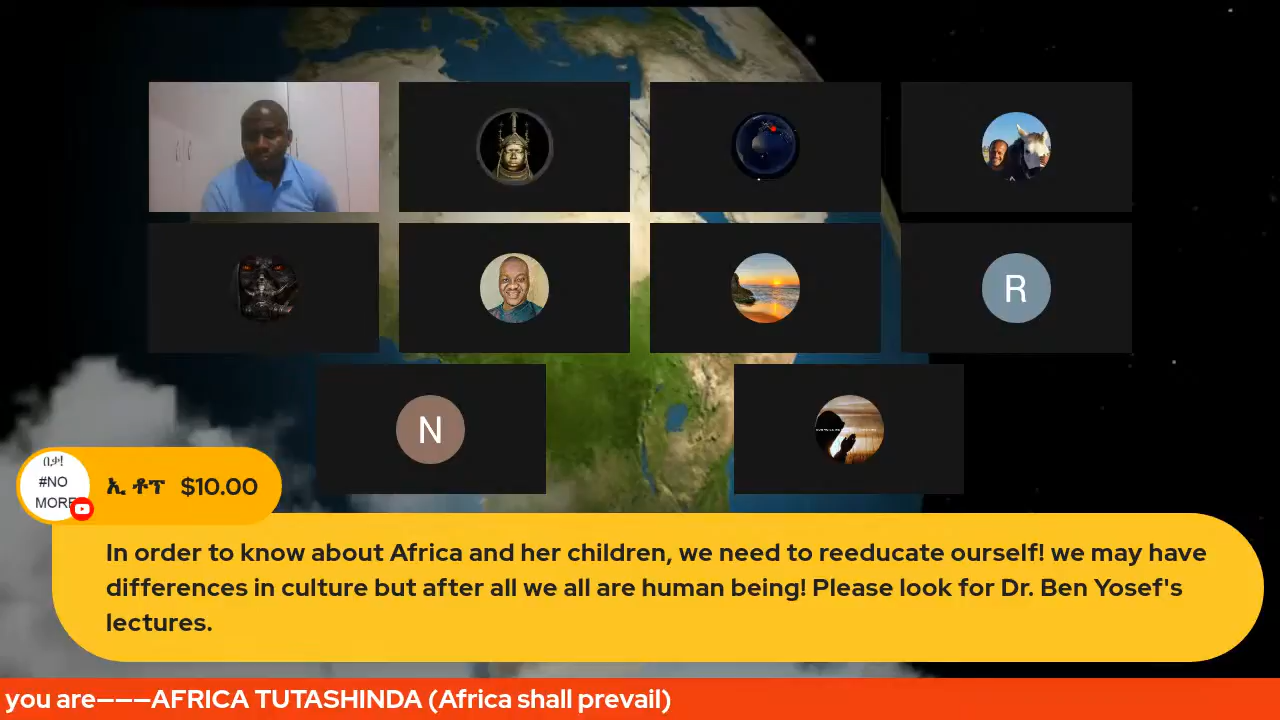 R
N
በቃ!
#NO
MORE
ኢ ቶፕ $10.00
In order to know about Africa and her children, we need to reeducate ourself! we may have
differences in culture but after all we all are human being! Please look for Dr. Ben Yosef's
lectures.
you are———AFRICA TUTASHINDA (Africa shall prevail)